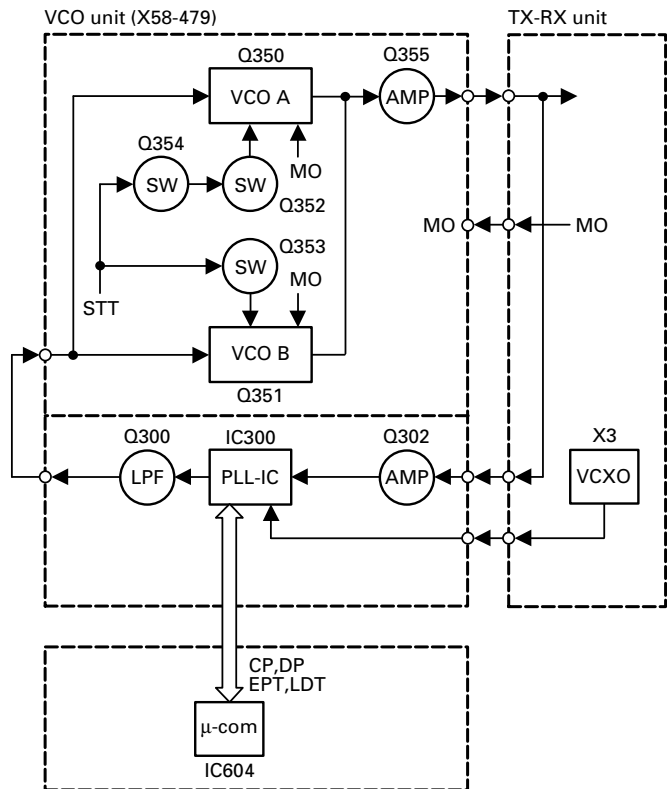 VCO unit (X58-479)
TX-RX unit
Q350
Q355
VCO A
AMP
Q354
MO
SW
SW
Q352
Q353
MO
MO
SW
MO
STT
VCO B
Q351
Q300
IC300
Q302
X3
LPF
PLL-IC
AMP
VCXO
CP,DP
EPT,LDT
μ-com
IC604